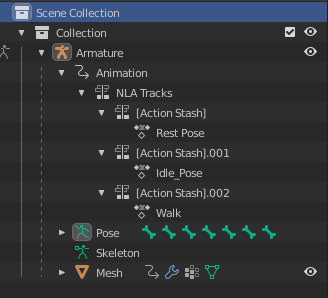 Scene Collection
Collection
Armature
Animation
NLA Tracks
[Action Stash]
Rest Pose
[Action Stash].001
Idle_Pose
[Action Stash].002
Walk
Pose
Skeleton
Mesh